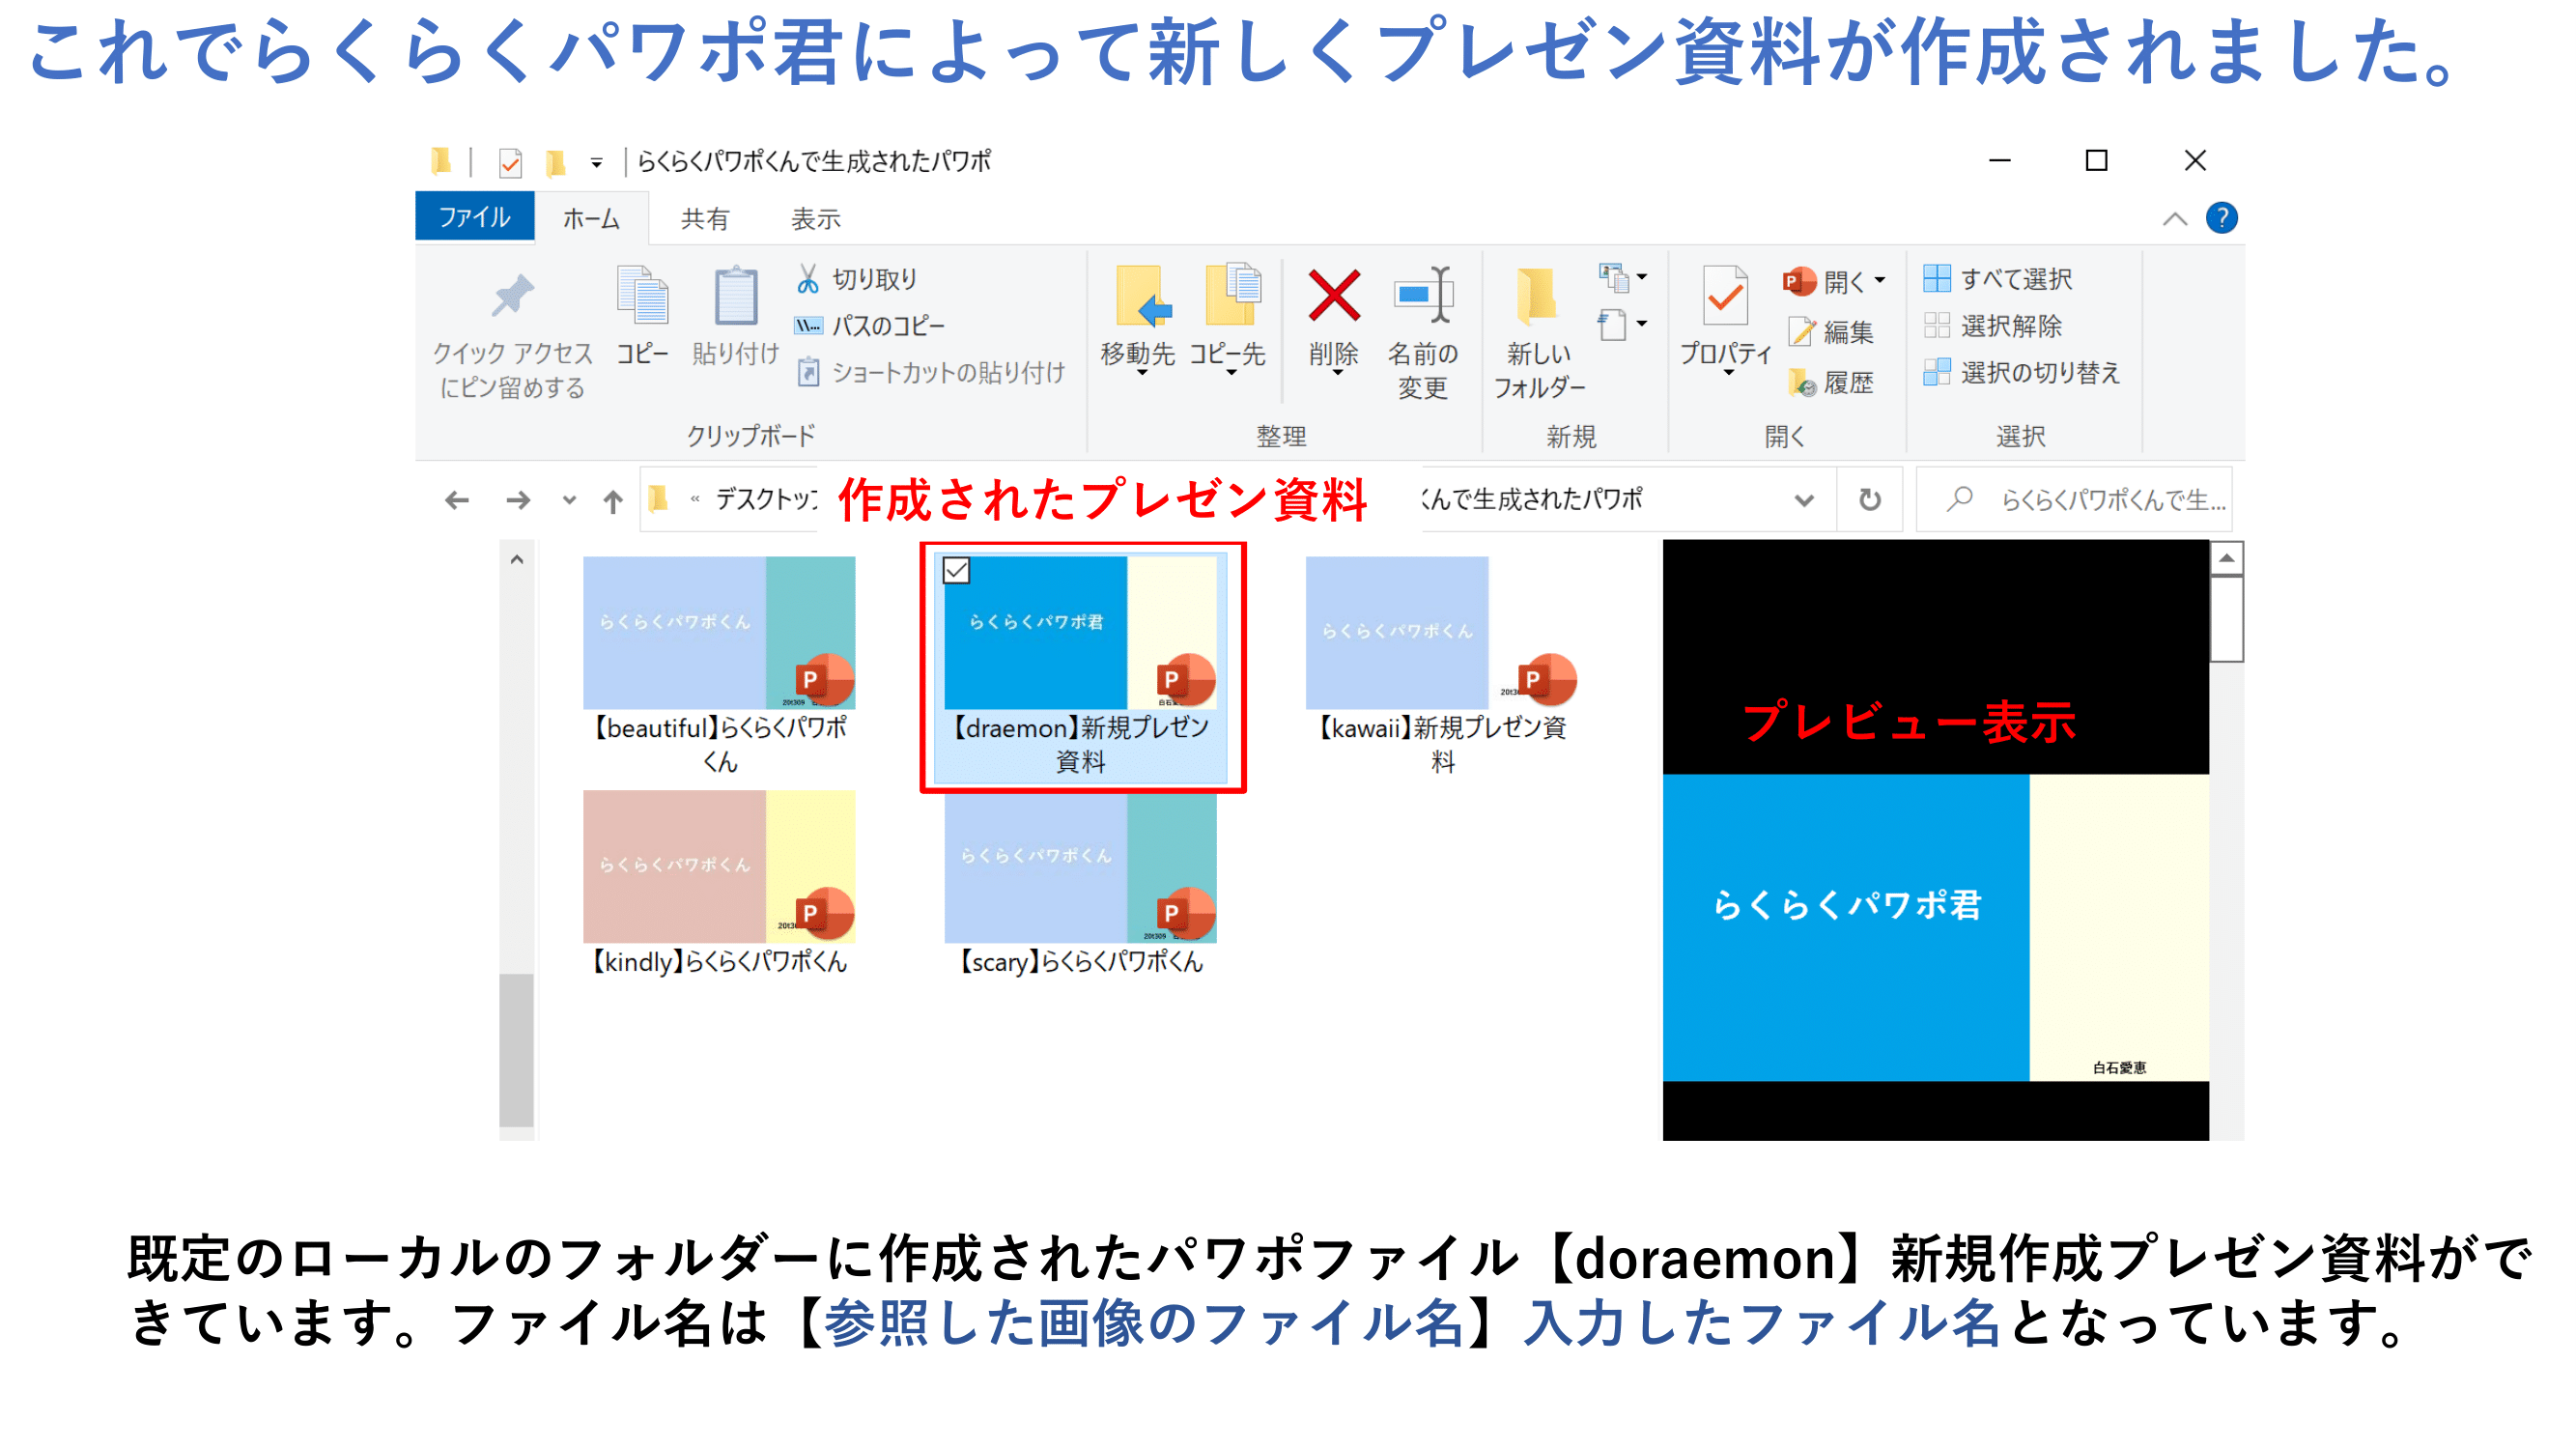 これでらくらくパワポ君によって新しくプレゼン資料が作成されました。
らくらくパワポくんで生成されたパワポ
ファイル ホーム 共有 表示
クイック アクセス
にピン留めする
コピー
貼り付け
切り取り
パスのコピー
ショートカットの貼り付け
クリップボード
移動先
コピー先
削除
名前の
変更
整理
新しい
フォルダー
新規
プロパティ
開く
編集
履歴
開く
すべて選択
選択解除
選択の切り替え
選択
« デスクトップ
作成されたプレゼン資料
くんで生成されたパワポ
らくらくパワポくんで生...
らくらくパワポくん
20t309
【beautiful】らくらくパワポ
くん
らくらくパワポ君
【draemon】新規プレゼン
資料
らくらくパワポくん
【kawaii】新規プレゼン資
料
らくらくパワポくん
【kindly】らくらくパワポくん
らくらくパワポくん
20t309
【scary】らくらくパワポくん
プレビュー表示
らくらくパワポ君
白石愛恵
既定のローカルのフォルダーに作成されたパワポファイル【doraemon】新規作成プレゼン資料がで
きています。ファイル名は【参照した画像のファイル名】入力したファイル名となっています。